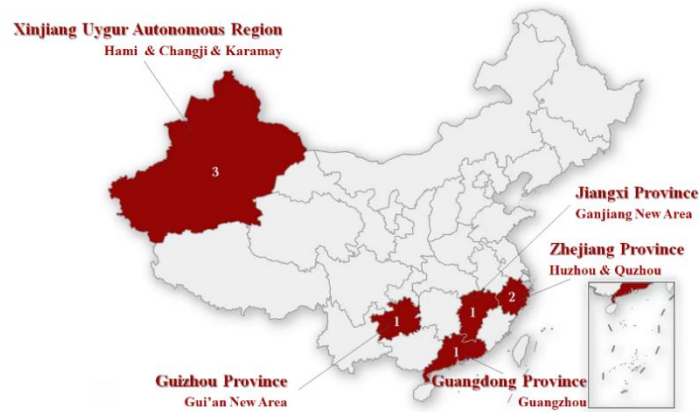 Xinjiang Uygur Autonomous Region
Hami & Changji & Karamay
3
Jiangxi Province
Ganjiang New Area
Zhejiang Province
Huzhou & Quzhou
2
1
1
1
Guizhou Province
Gui'an New Area
Guangdong Province
Guangzhou